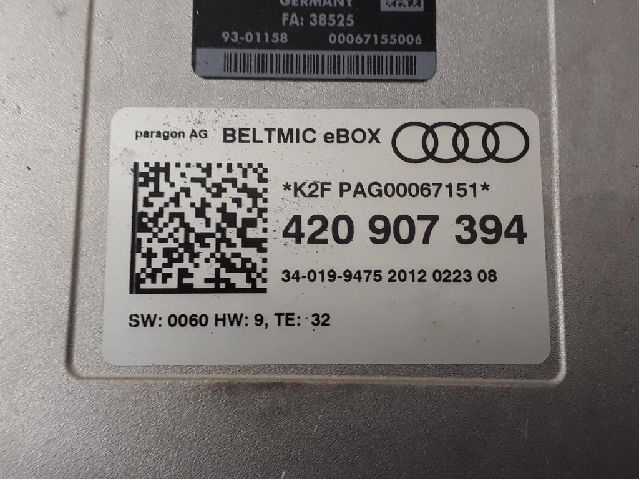 GERMANY
FA: 38525
93-01158 00067155006
paragon AG BELTMIC eBOX
*K2F PAG00067151*
420 907 394
34-019-9475 2012 0223 08
SW: 0060 HW: 9, TE: 32